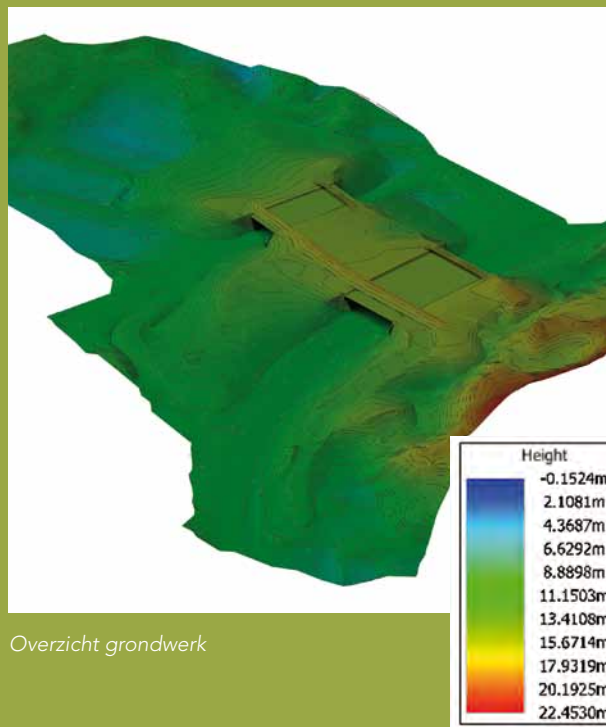 Height
-0.1524m
2.1081m
4.3687m
6.6292m
8.8898m
11.1503m
13.4108m
15.6714m
17.9319m
20.1925m
22.4530m
Overzicht grondwerk